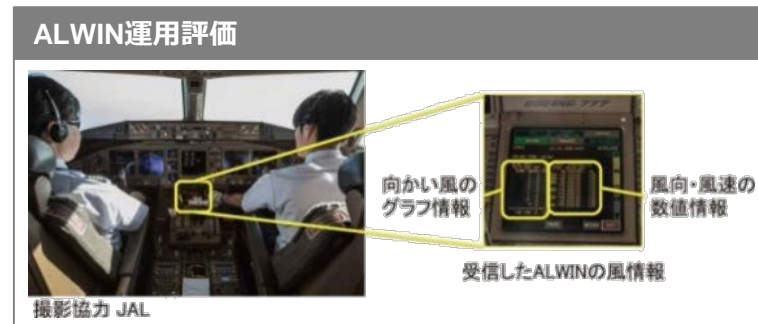 ALWIN運用評価
BOEING-777
向かい風の
グラフ情報
風向・風速の
数値情報
受信したALWINの風情報
撮影協力 JAL